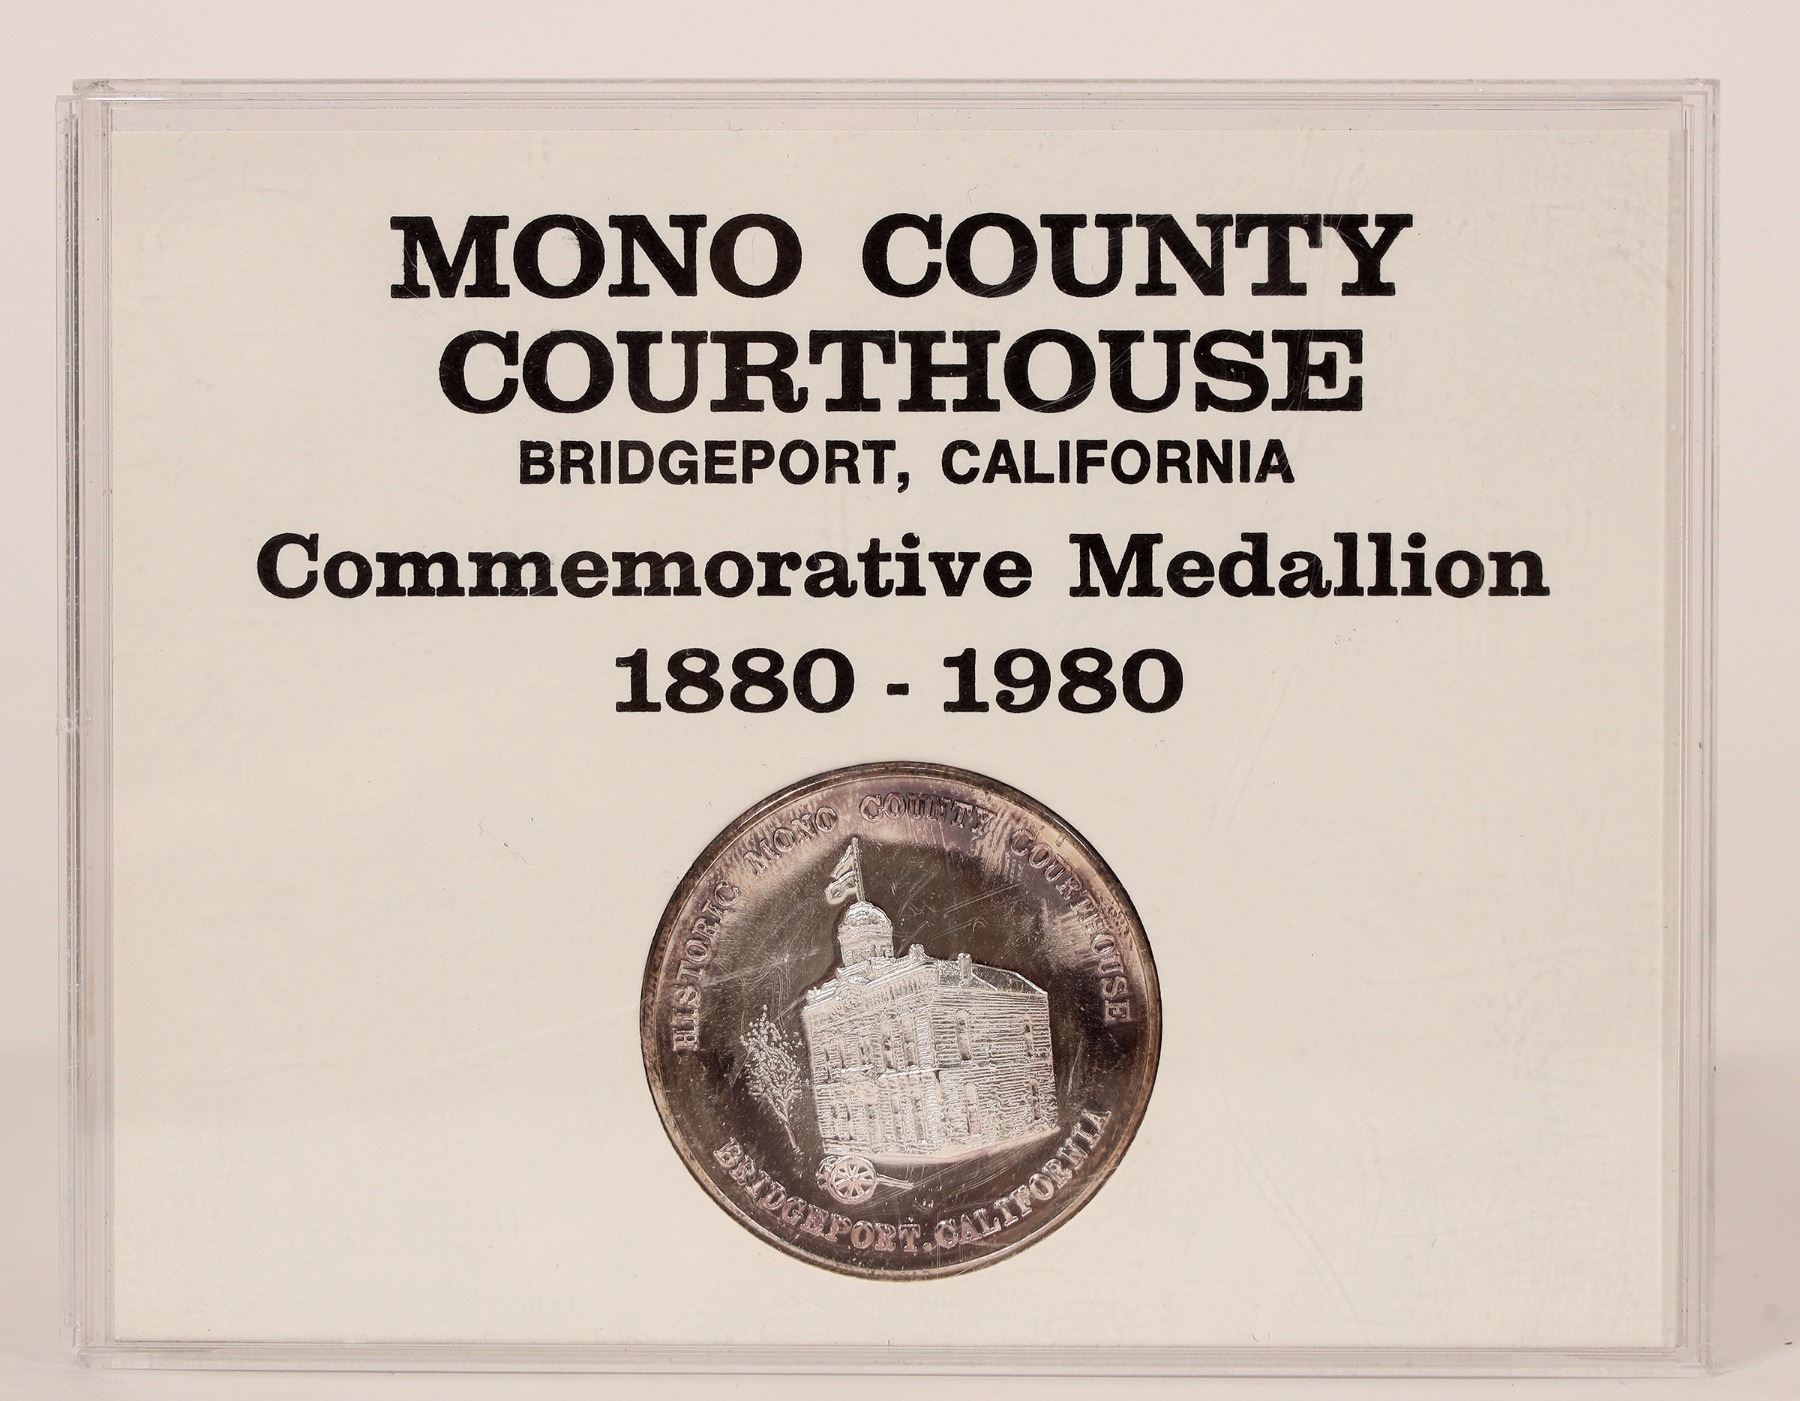 MONO COUNTY
COURTHOUSE
BRIDGEPORT, CALIFORNIA
Commemorative Medallion
1880 - 1980
HISTORIC MONO COUNTY COURTHOUSE
BRIDGEPORT. CALIFORNIA